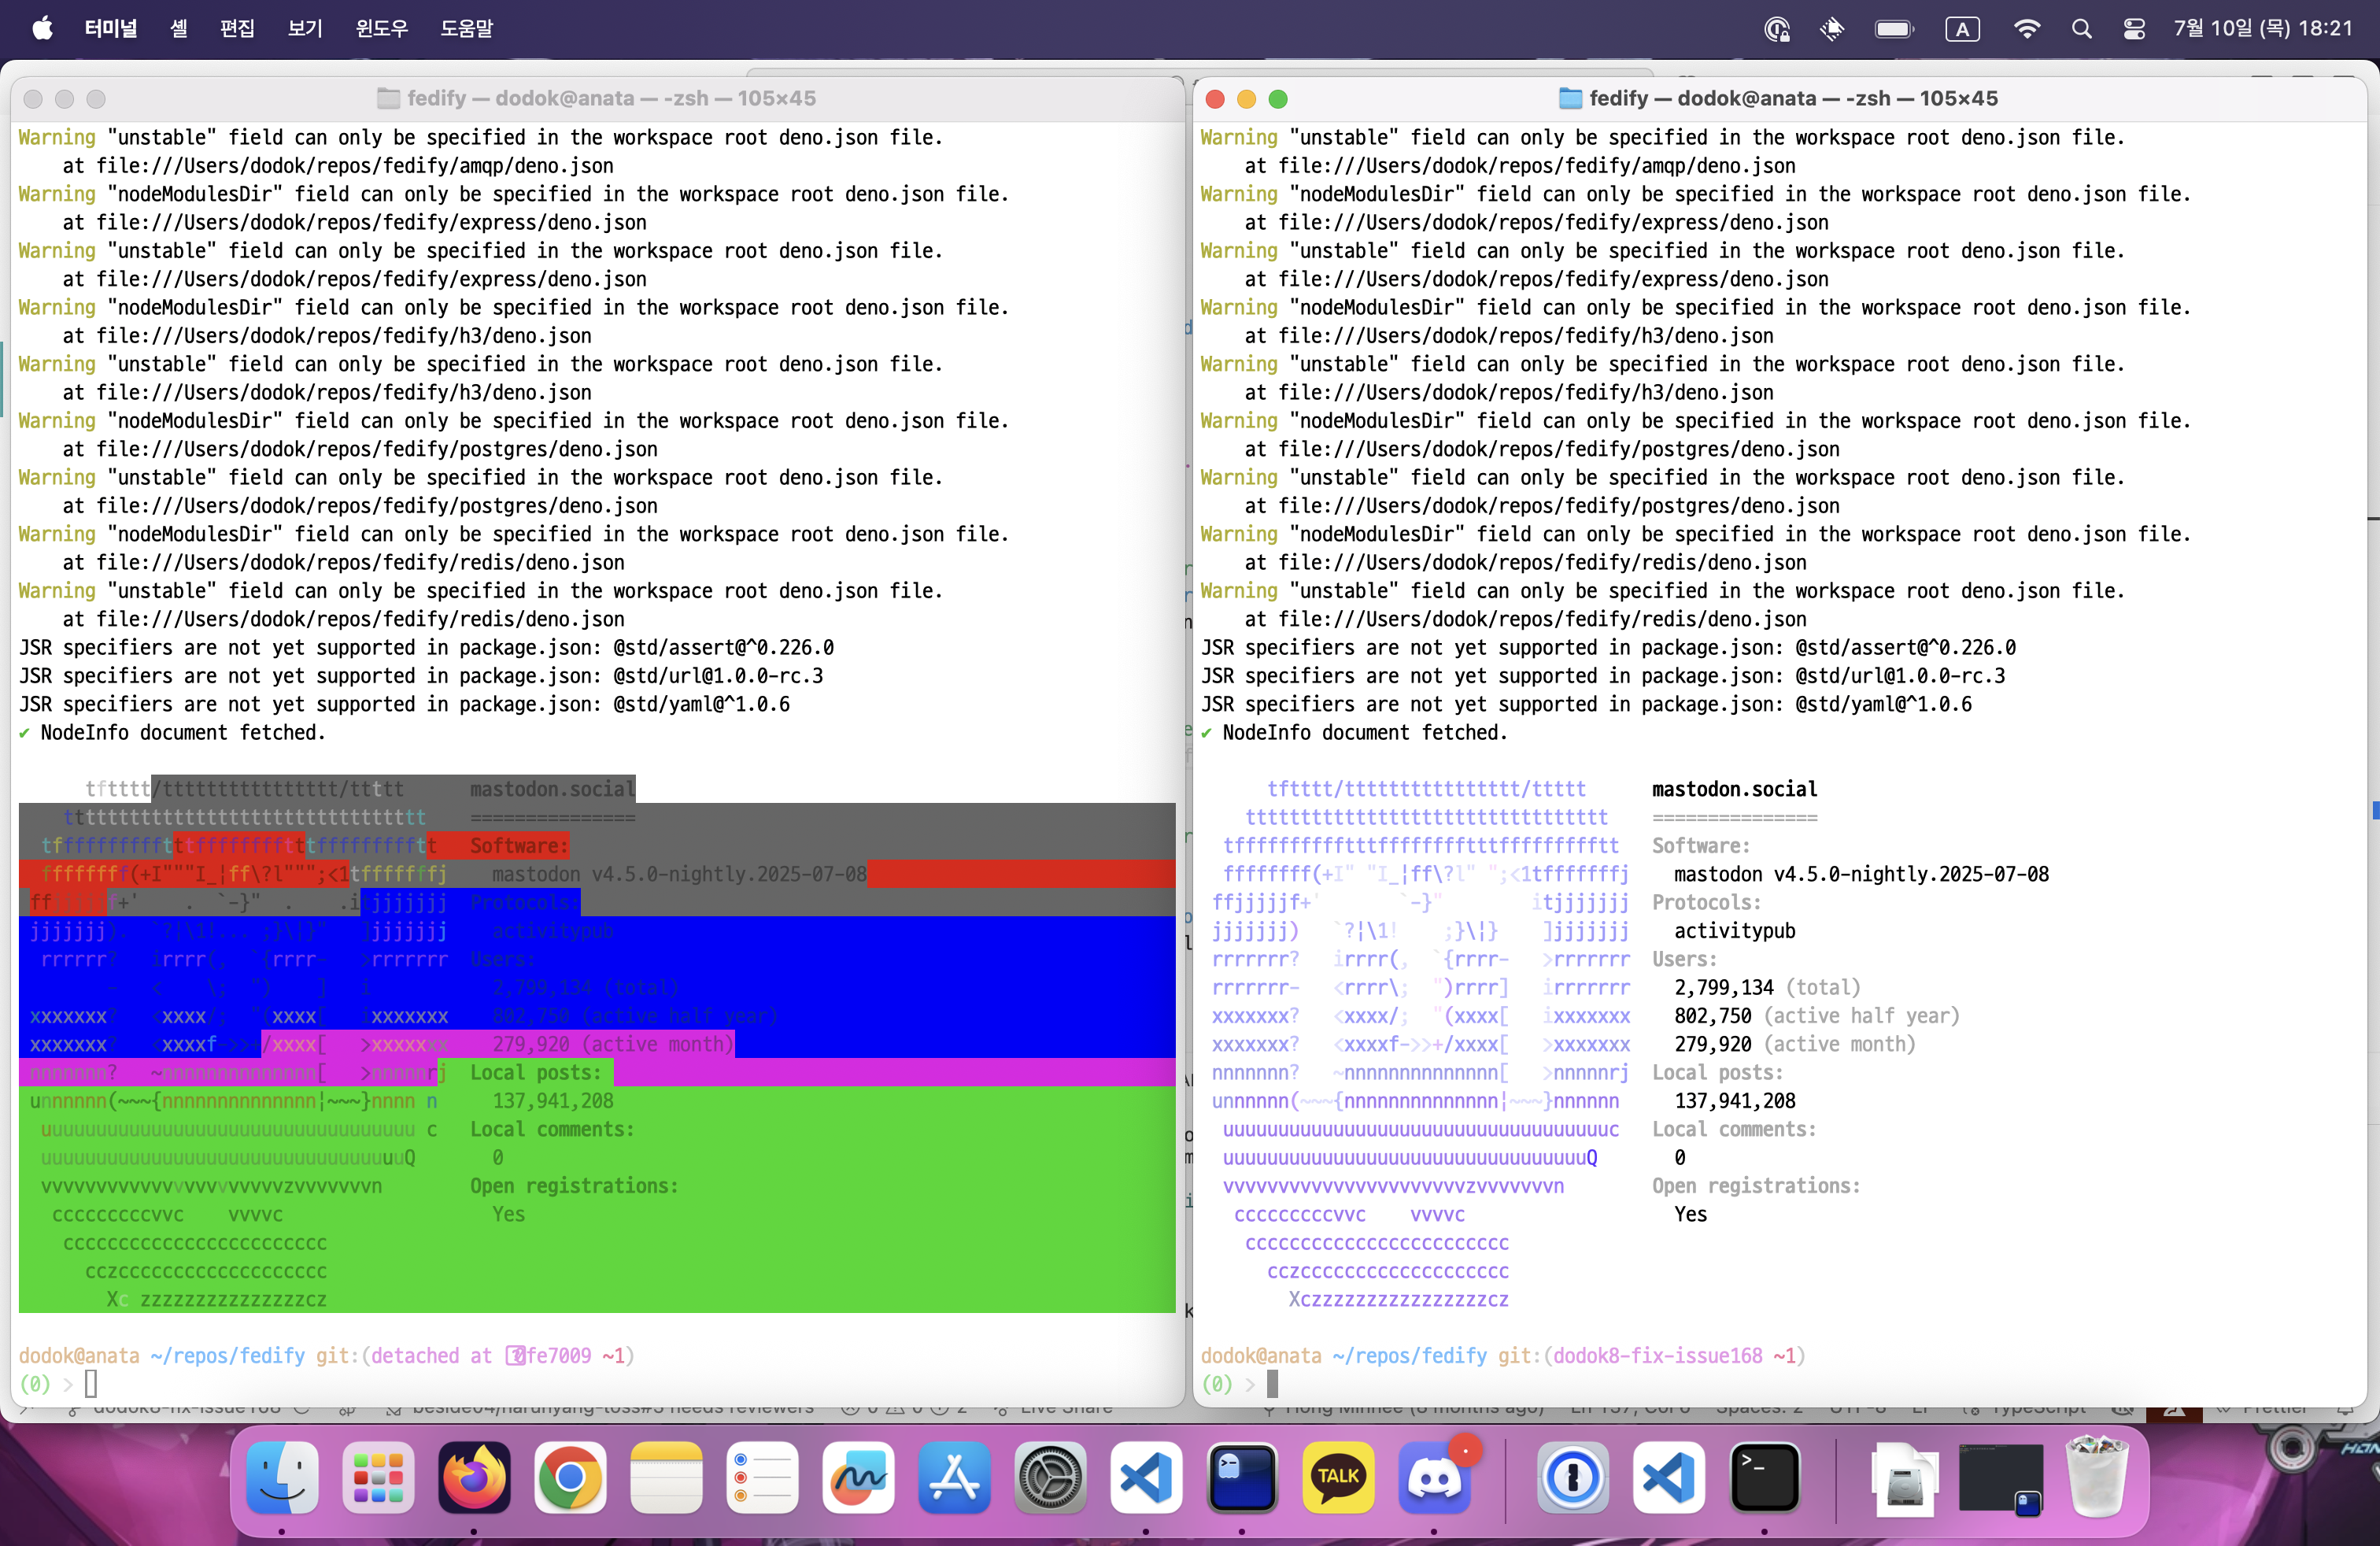 터미널 셸 편집 보기 윈도우 도움말
A 7월 10일 (목) 18:21
fedify — dodok@anata — -zsh — 105×45
Warning "unstable" field can only be specified in the workspace root deno.json file.
at file:///Users/dodok/repos/fedify/amqp/deno.json
Warning "nodeModulesDir" field can only be specified in the workspace root deno.json file.
at file:///Users/dodok/repos/fedify/express/deno.json
Warning "unstable" field can only be specified in the workspace root deno.json file.
at file:///Users/dodok/repos/fedify/express/deno.json
Warning "nodeModulesDir" field can only be specified in the workspace root deno.json file.
at file:///Users/dodok/repos/fedify/h3/deno.json
Warning "unstable" field can only be specified in the workspace root deno.json file.
at file:///Users/dodok/repos/fedify/h3/deno.json
Warning "nodeModulesDir" field can only be specified in the workspace root deno.json file.
at file:///Users/dodok/repos/fedify/postgres/deno.json
Warning "unstable" field can only be specified in the workspace root deno.json file.
at file:///Users/dodok/repos/fedify/postgres/deno.json
Warning "nodeModulesDir" field can only be specified in the workspace root deno.json file.
at file:///Users/dodok/repos/fedify/redis/deno.json
Warning "unstable" field can only be specified in the workspace root deno.json file.
at file:///Users/dodok/repos/fedify/redis/deno.json
JSR specifiers are not yet supported in package.json: @std/assert@^0.226.0
JSR specifiers are not yet supported in package.json: @std/url@1.0.0-rc.3
JSR specifiers are not yet supported in package.json: @std/yaml@^1.0.6
✔ NodeInfo document fetched.
mastodon.social
===============
Software:
mastodon v4.5.0-nightly.2025-07-08
Protocols:
activitypub
Users:
2,799,134 (total)
802,750 (active half year)
279,920 (active month)
Local posts:
137,941,208
Local comments:
0
Open registrations:
Yes
dodok@anata ~/repos/fedify git:(detached at fe7009 ~1)
(0) >
fedify — dodok@anata — -zsh — 105×45
Warning "unstable" field can only be specified in the workspace root deno.json file.
at file:///Users/dodok/repos/fedify/amqp/deno.json
Warning "nodeModulesDir" field can only be specified in the workspace root deno.json file.
at file:///Users/dodok/repos/fedify/express/deno.json
Warning "unstable" field can only be specified in the workspace root deno.json file.
at file:///Users/dodok/repos/fedify/express/deno.json
Warning "nodeModulesDir" field can only be specified in the workspace root deno.json file.
at file:///Users/dodok/repos/fedify/h3/deno.json
Warning "unstable" field can only be specified in the workspace root deno.json file.
at file:///Users/dodok/repos/fedify/h3/deno.json
Warning "nodeModulesDir" field can only be specified in the workspace root deno.json file.
at file:///Users/dodok/repos/fedify/postgres/deno.json
Warning "unstable" field can only be specified in the workspace root deno.json file.
at file:///Users/dodok/repos/fedify/postgres/deno.json
Warning "nodeModulesDir" field can only be specified in the workspace root deno.json file.
at file:///Users/dodok/repos/fedify/redis/deno.json
Warning "unstable" field can only be specified in the workspace root deno.json file.
at file:///Users/dodok/repos/fedify/redis/deno.json
JSR specifiers are not yet supported in package.json: @std/assert@^0.226.0
JSR specifiers are not yet supported in package.json: @std/url@1.0.0-rc.3
JSR specifiers are not yet supported in package.json: @std/yaml@^1.0.6
✔ NodeInfo document fetched.
mastodon.social
===============
Software:
mastodon v4.5.0-nightly.2025-07-08
Protocols:
activitypub
Users:
2,799,134 (total)
802,750 (active half year)
279,920 (active month)
Local posts:
137,941,208
Local comments:
0
Open registrations:
Yes
dodok@anata ~/repos/fedify git:(dodok8-fix-issue168 ~1)
(0) >
TALK